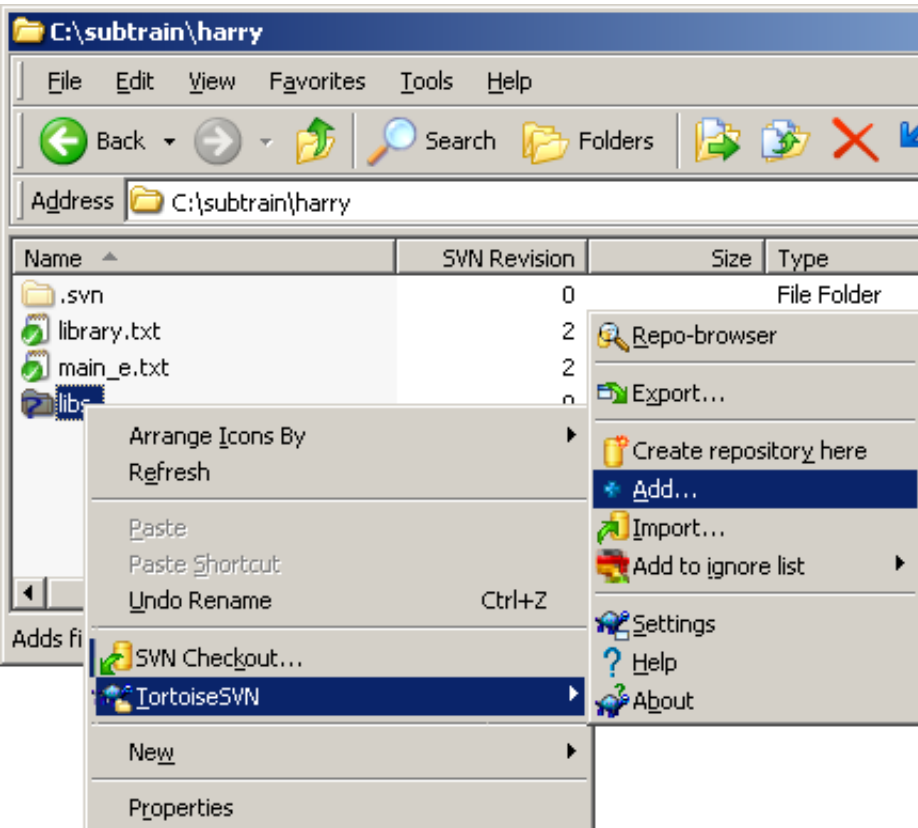 C:\subtrain\harry
File Edit View Favorites Tools Help
Back Search Folders
Address C:\subtrain\harry
Name SVN Revision Size Type
.svn 0 File Folder
library.txt 2
main_e.txt 2
libs 0
Arrange Icons By
Refresh
Paste
Paste Shortcut
Undo Rename Ctrl+Z
SVN Checkout...
TortoiseSVN
New
Properties
Repo-browser
Export...
Create repository here
Add...
Import...
Add to ignore list
Settings
Help
About
Adds fi